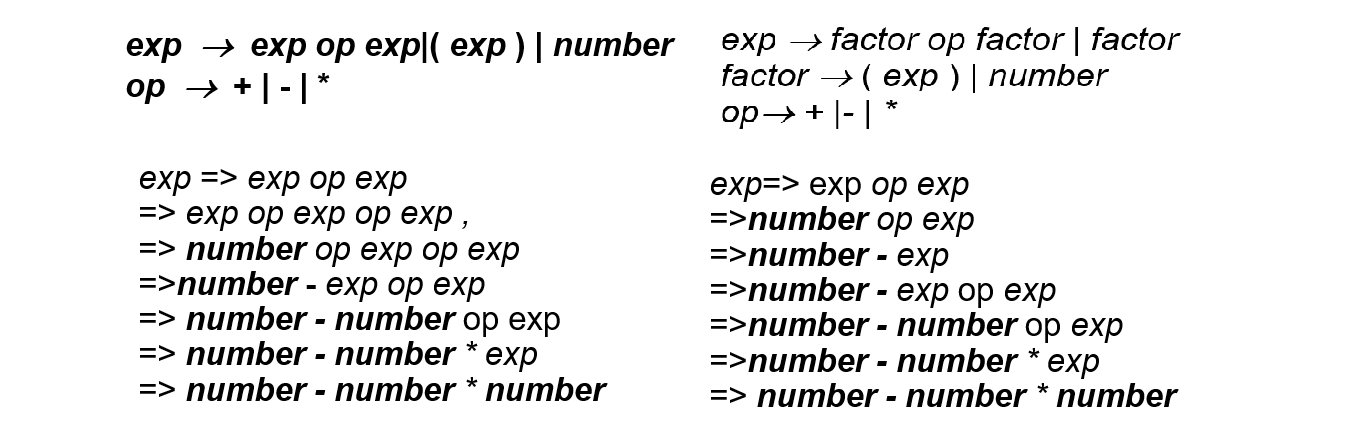 exp → exp op exp|( exp ) | number
op → + | - | *
exp => exp op exp
=> exp op exp op exp ,
=> number op exp op exp
=>number - exp op exp
=> number - number op exp
=> number - number * exp
=> number - number * number
exp → factor op factor | factor
factor → ( exp ) | number
op→ + |- | *
exp=> exp op exp
=>number op exp
=>number - exp
=>number - exp op exp
=>number - number op exp
=>number - number * exp
=> number - number * number